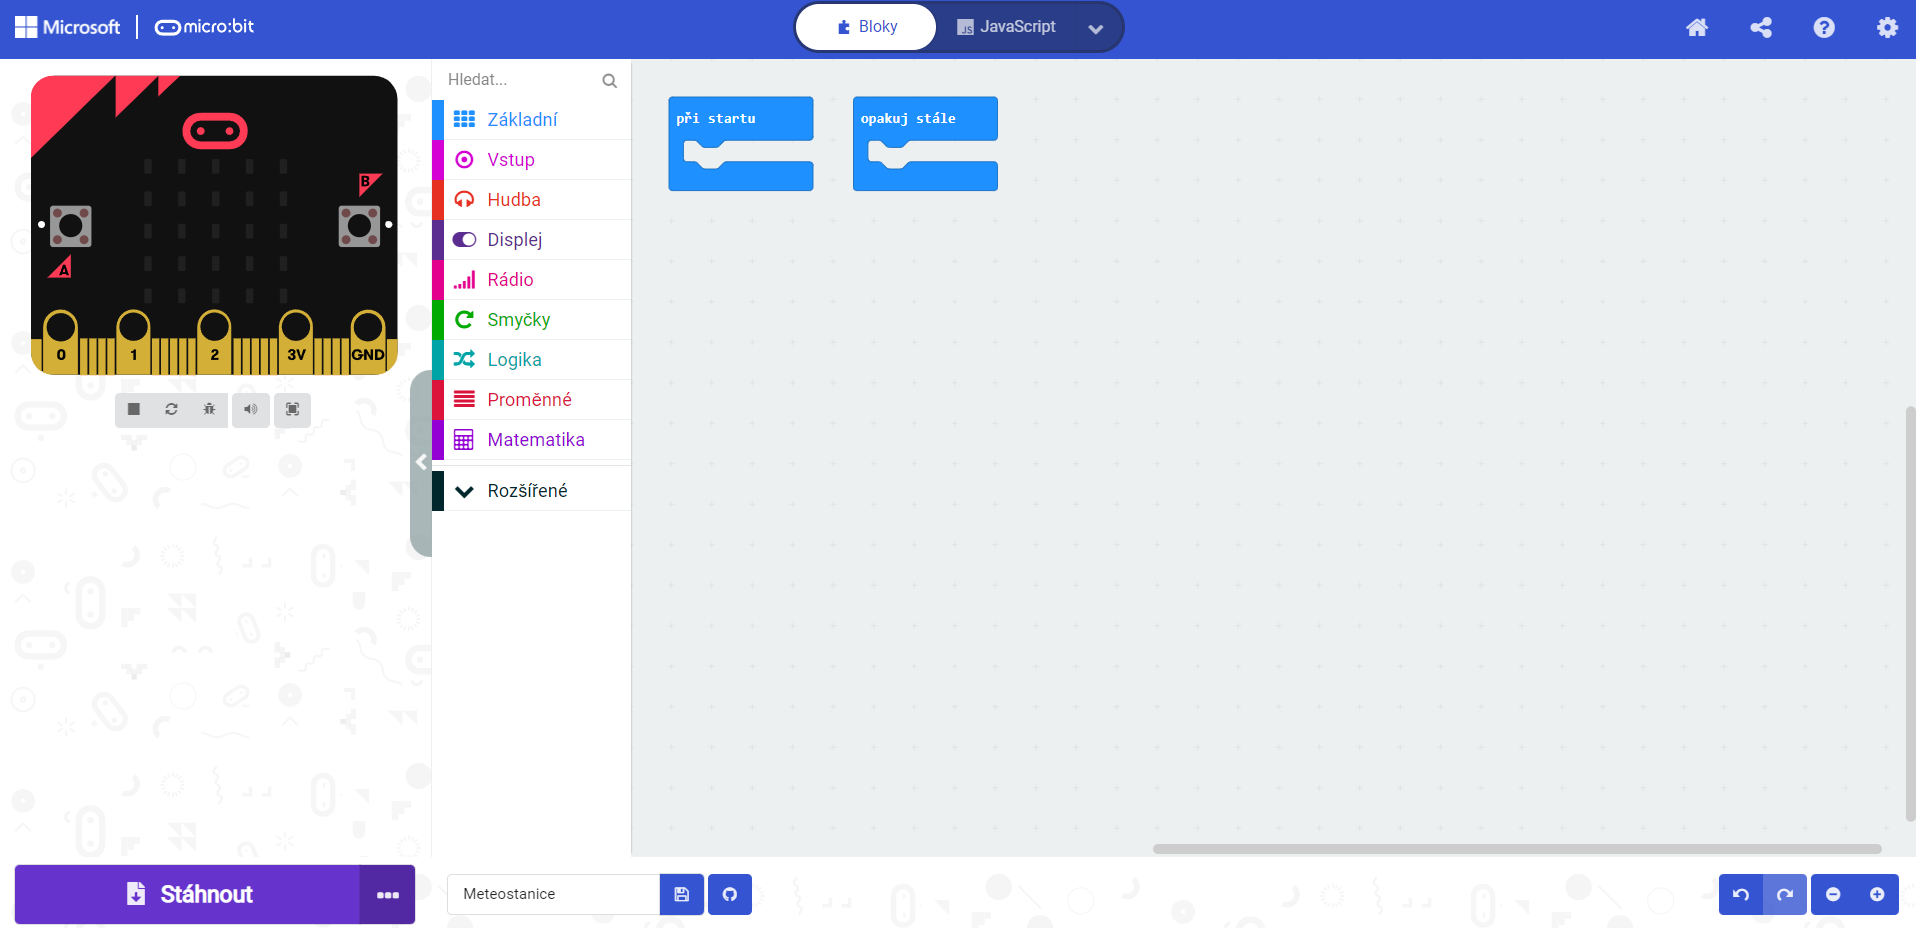 Microsoft
micro:bit
Bloky
JavaScript
Hledat...
Základní
Vstup
Hudba
Displej
Rádio
Smyčky
Logika
Proměnné
Matematika
Rozšířené
při startu
opakuj stále
B
A
0 1 2 3V GND
Stáhnout
Meteostanice